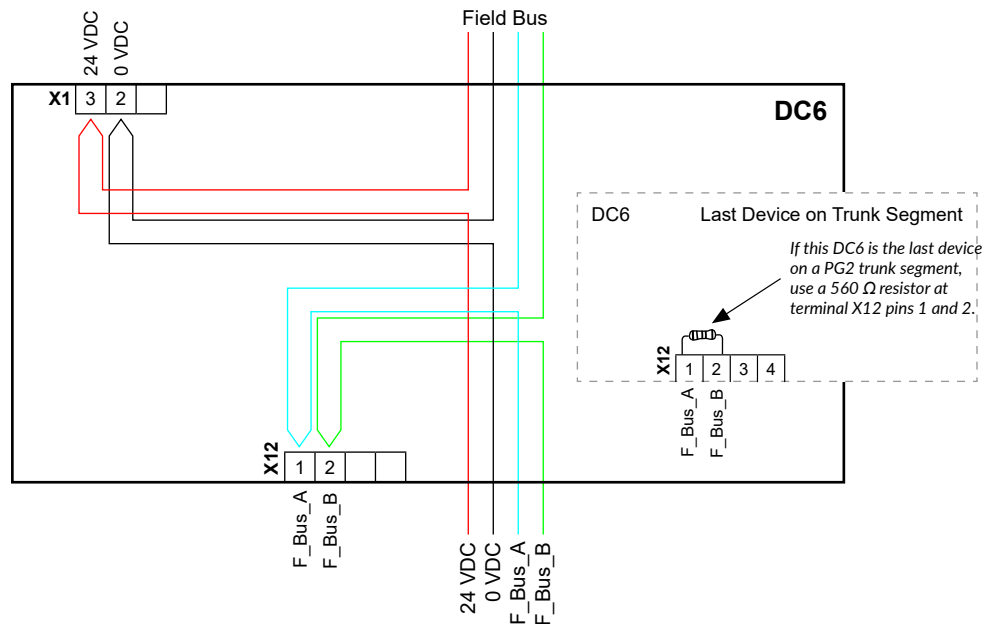 Field Bus
24 VDC
0 VDC
X1
3
2
DC6
DC6
Last Device on Trunk Segment
If this DC6 is the last device
on a PG2 trunk segment,
use a 560 Ω resistor at
terminal X12 pins 1 and 2.
X12
1
2
3
4
F_Bus_A
F_Bus_B
X12
1
2
F_Bus_A
F_Bus_B
24 VDC
0 VDC
F_Bus_A
F_Bus_B